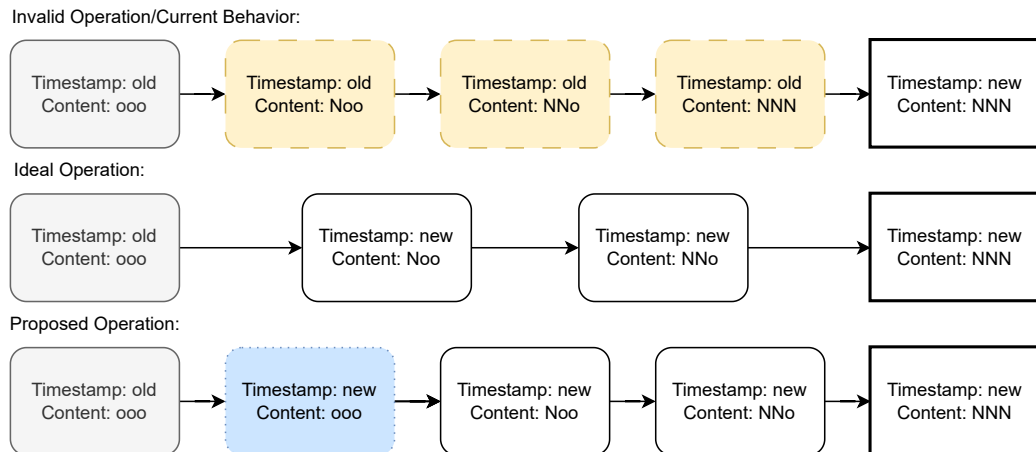 Invalid Operation/Current Behavior:
Timestamp: old
Content: ooo
Timestamp: old
Content: Noo
Timestamp: old
Content: NNo
Timestamp: old
Content: NNN
Timestamp: new
Content: NNN
Ideal Operation:
Timestamp: old
Content: ooo
Timestamp: new
Content: Noo
Timestamp: new
Content: NNo
Timestamp: new
Content: NNN
Proposed Operation:
Timestamp: old
Content: ooo
Timestamp: new
Content: ooo
Timestamp: new
Content: Noo
Timestamp: new
Content: NNo
Timestamp: new
Content: NNN